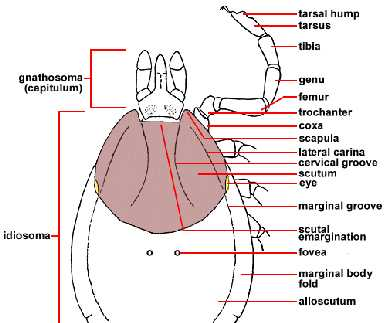 tarsal hump
tarsus
tibia
gnathosoma
(capitulum)
genu
femur
trochanter
coxa
scapula
lateral carina
cervical groove
scutum
eye
marginal groove
idiosoma
scutal
emargination
fovea
marginal body
fold
alloscutum